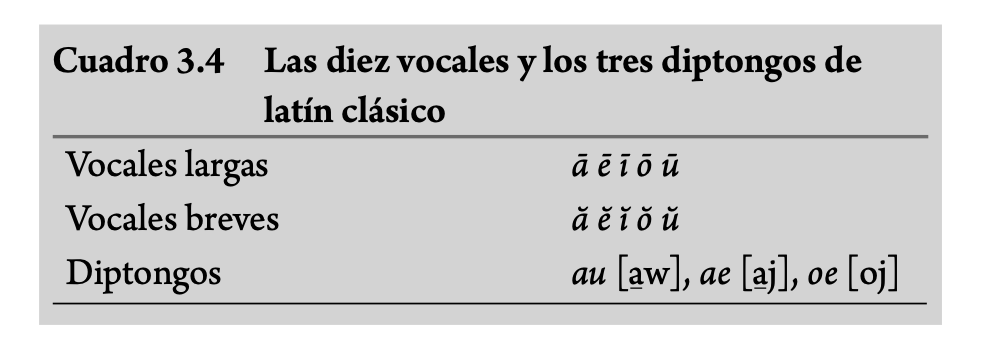 Cuadro 3.4 Las diez vocales y los tres diptongos de
latín clásico
Vocales largas ā ē ī ō ū
Vocales breves ă ĕ ĭ ŏ ŭ
Diptongos au [a̲w], ae [a̲j], oe [oj]